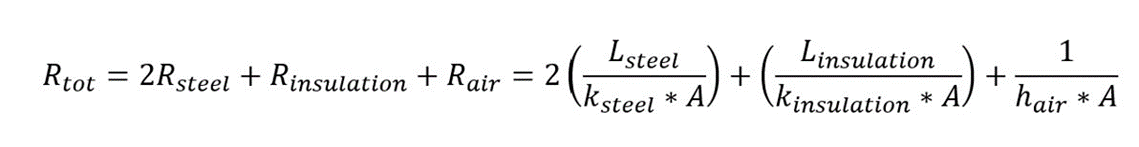 R_tot = 2R_steel + R_insulation + R_air = 2 (L_steel / (k_steel * A)) + (L_insulation / (k_insulation * A)) + 1 / (h_air * A)